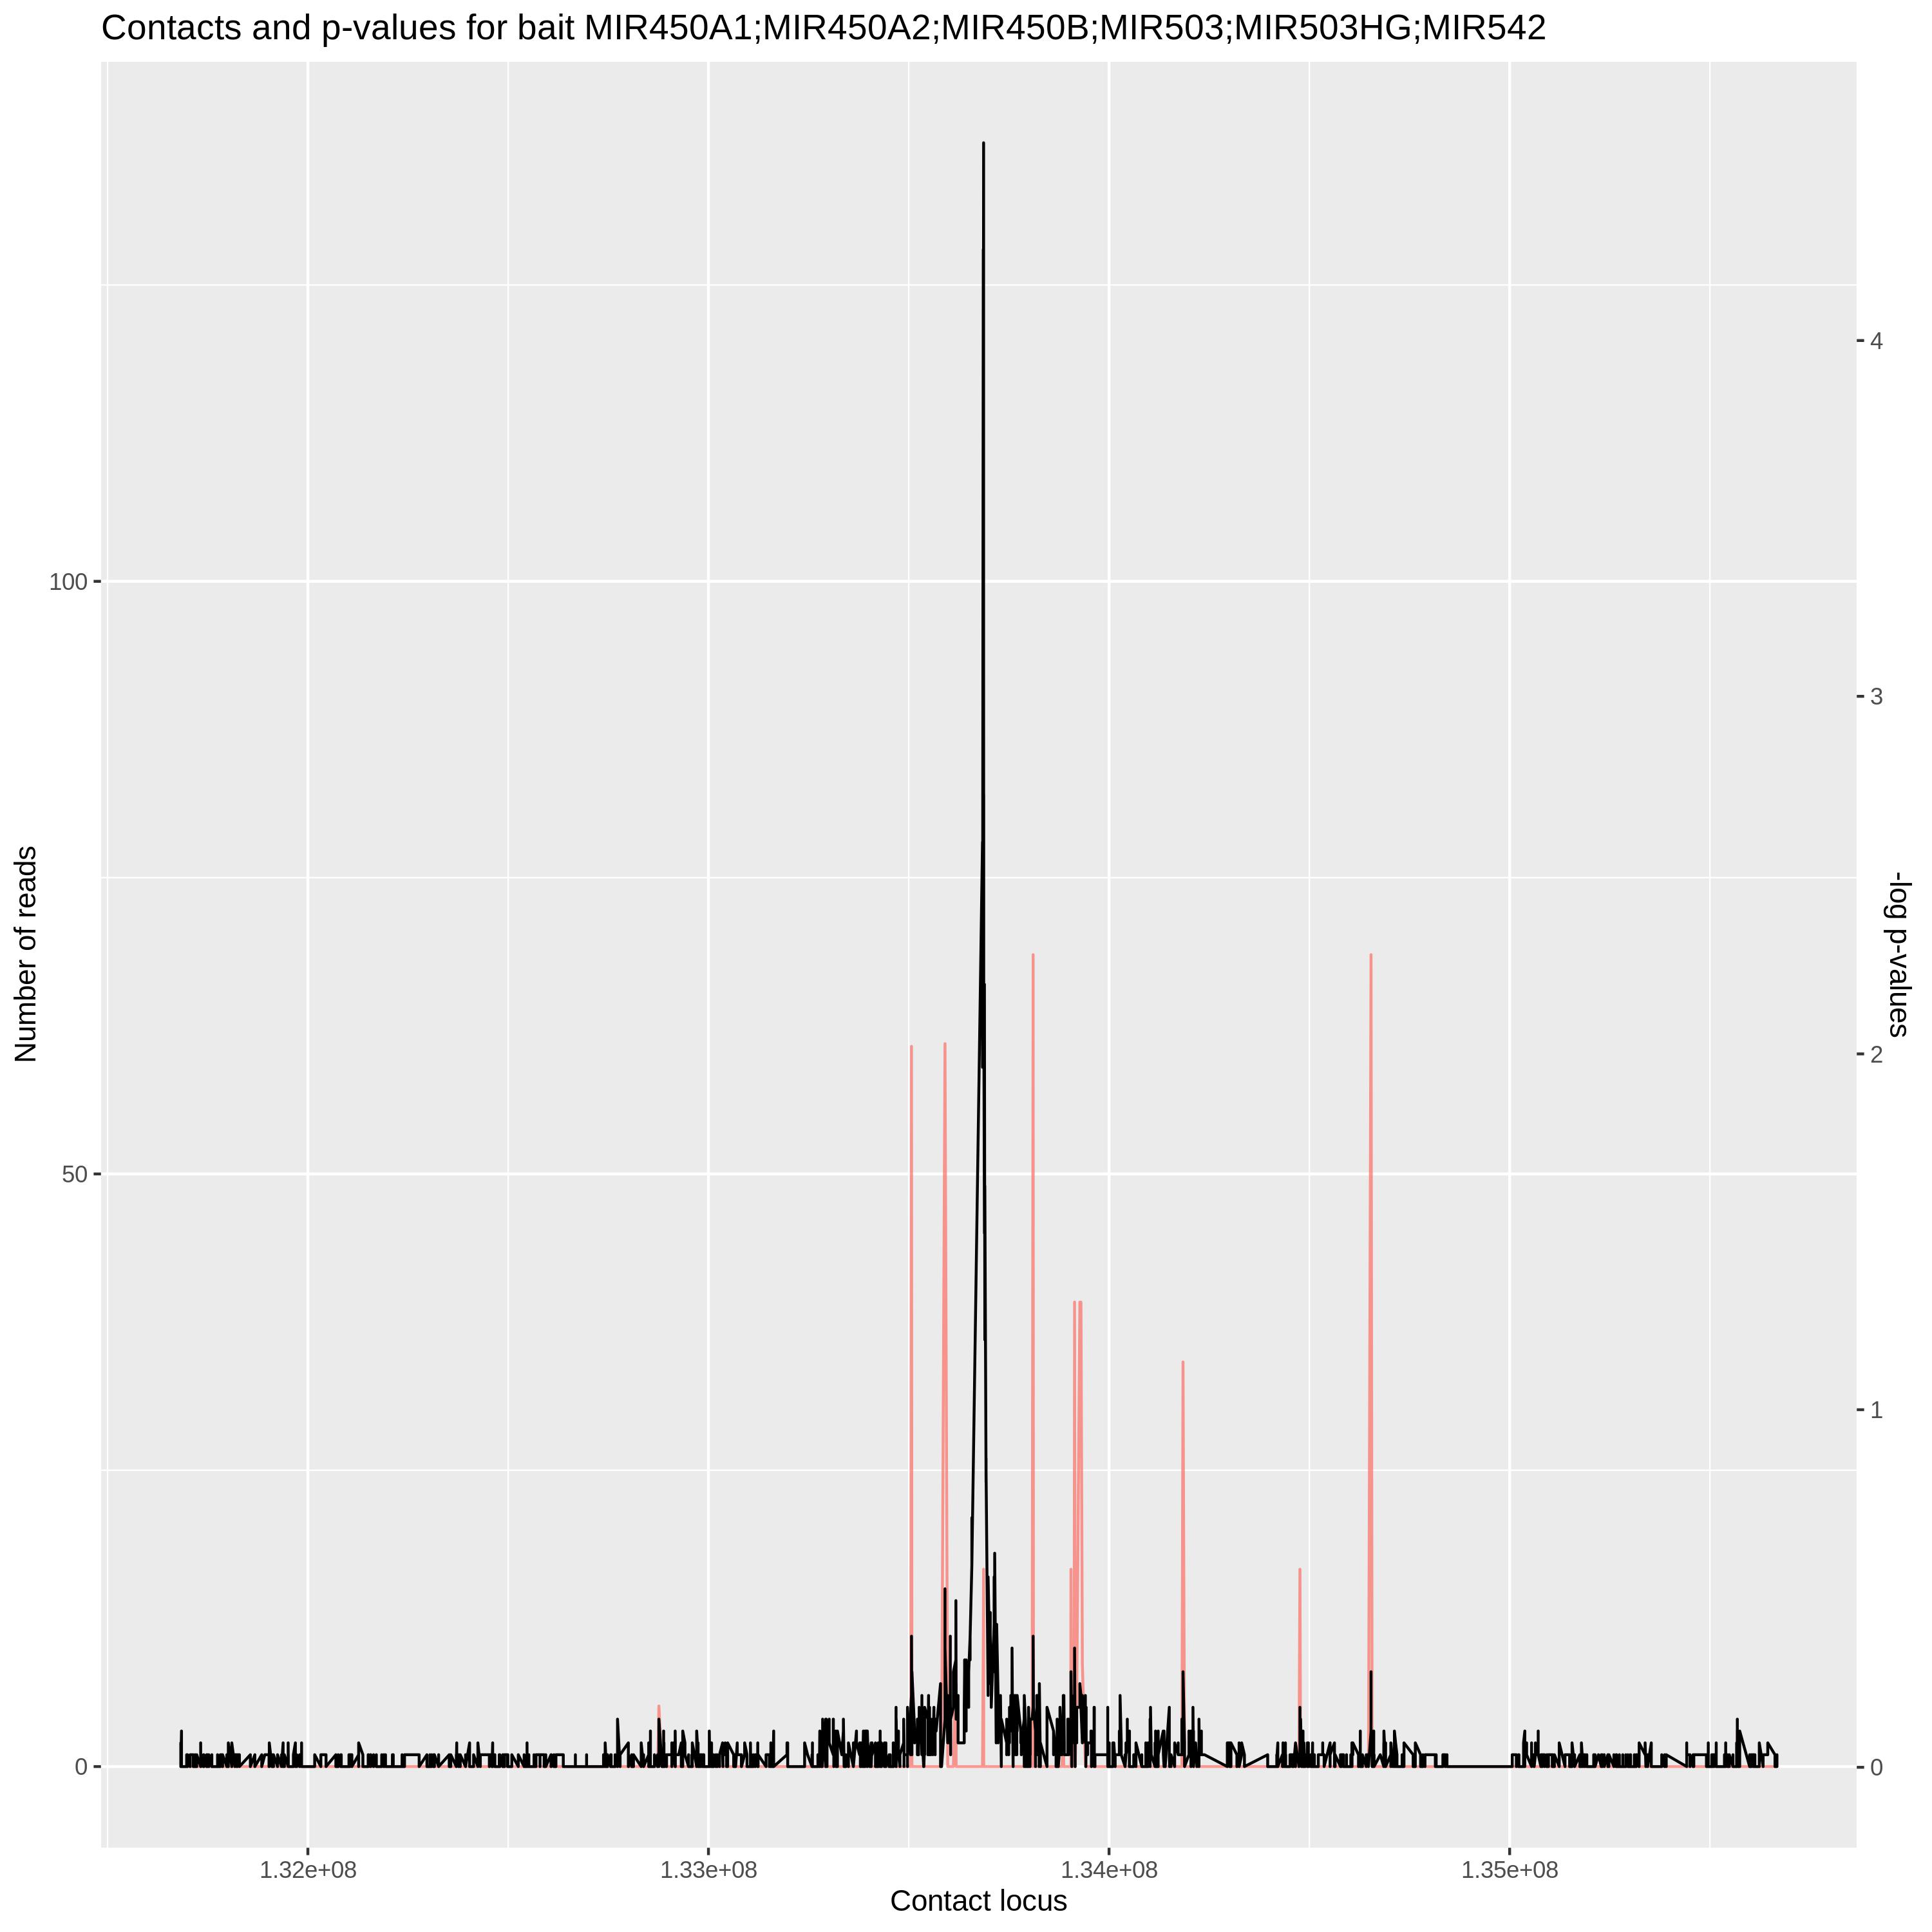 Contacts and p-values for bait MIR450A1;MIR450A2;MIR450B;MIR503;MIR503HG;MIR542
100
50
0
Number of reads
4
3
2
1
0
-log p-values
1.32e+08
1.33e+08
1.34e+08
1.35e+08
Contact locus